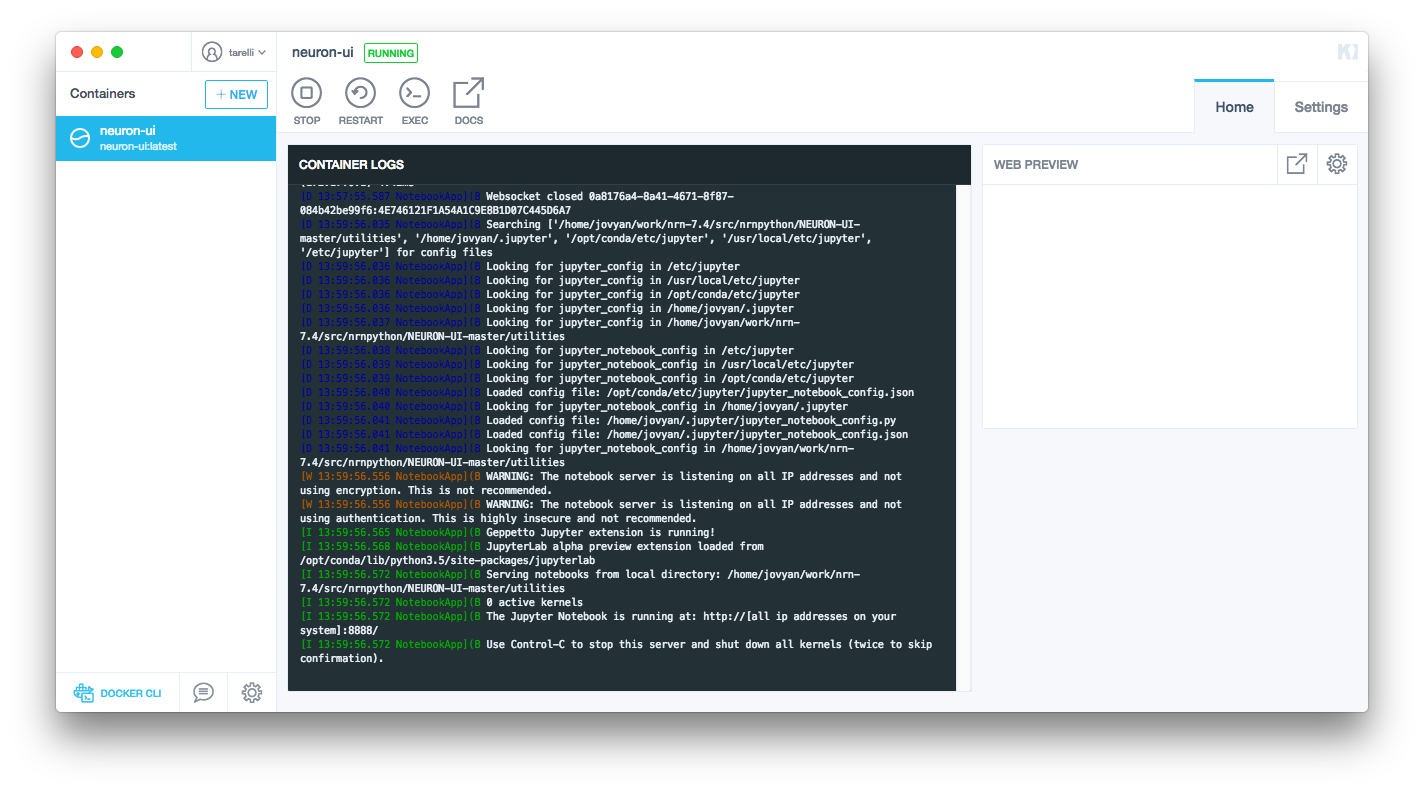 tarelli
neuron-ui
RUNNING
Containers
+ NEW
neuron-ui
neuron-ui:latest
STOP
RESTART
EXEC
DOCS
Home
Settings
CONTAINER LOGS
[D 13:57:55.587 NotebookApp](B Websocket closed 0a8176a4-8a41-4671-8f87-
084b42be99f6:4E746121F1A54A1C9E8B1D07C445D6A7
[D 13:59:56.035 NotebookApp](B Searching ['/home/jovyan/work/nrn-7.4/src/nrnpython/NEURON-UI-
master/utilities', '/home/jovyan/.jupyter', '/opt/conda/etc/jupyter', '/usr/local/etc/jupyter',
'/etc/jupyter'] for config files
[D 13:59:56.036 NotebookApp](B Looking for jupyter_config in /etc/jupyter
[D 13:59:56.036 NotebookApp](B Looking for jupyter_config in /usr/local/etc/jupyter
[D 13:59:56.036 NotebookApp](B Looking for jupyter_config in /opt/conda/etc/jupyter
[D 13:59:56.036 NotebookApp](B Looking for jupyter_config in /home/jovyan/.jupyter
[D 13:59:56.037 NotebookApp](B Looking for jupyter_config in /home/jovyan/work/nrn-
7.4/src/nrnpython/NEURON-UI-master/utilities
[D 13:59:56.038 NotebookApp](B Looking for jupyter_notebook_config in /etc/jupyter
[D 13:59:56.039 NotebookApp](B Looking for jupyter_notebook_config in /usr/local/etc/jupyter
[D 13:59:56.039 NotebookApp](B Looking for jupyter_notebook_config in /opt/conda/etc/jupyter
[D 13:59:56.040 NotebookApp](B Loaded config file: /opt/conda/etc/jupyter/jupyter_notebook_config.json
[D 13:59:56.040 NotebookApp](B Looking for jupyter_notebook_config in /home/jovyan/.jupyter
[D 13:59:56.041 NotebookApp](B Loaded config file: /home/jovyan/.jupyter/jupyter_notebook_config.py
[D 13:59:56.041 NotebookApp](B Loaded config file: /home/jovyan/.jupyter/jupyter_notebook_config.json
[D 13:59:56.041 NotebookApp](B Looking for jupyter_notebook_config in /home/jovyan/work/nrn-
7.4/src/nrnpython/NEURON-UI-master/utilities
[W 13:59:56.556 NotebookApp](B WARNING: The notebook server is listening on all IP addresses and not
using encryption. This is not recommended.
[W 13:59:56.556 NotebookApp](B WARNING: The notebook server is listening on all IP addresses and not
using authentication. This is highly insecure and not recommended.
[I 13:59:56.565 NotebookApp](B Geppetto Jupyter extension is running!
[I 13:59:56.568 NotebookApp](B JupyterLab alpha preview extension loaded from
/opt/conda/lib/python3.5/site-packages/jupyterlab
[I 13:59:56.572 NotebookApp](B Serving notebooks from local directory: /home/jovyan/work/nrn-
7.4/src/nrnpython/NEURON-UI-master/utilities
[I 13:59:56.572 NotebookApp](B 0 active kernels
[I 13:59:56.572 NotebookApp](B The Jupyter Notebook is running at: http://[all ip addresses on your
system]:8888/
[I 13:59:56.572 NotebookApp](B Use Control-C to stop this server and shut down all kernels (twice to skip
confirmation).
WEB PREVIEW
DOCKER CLI